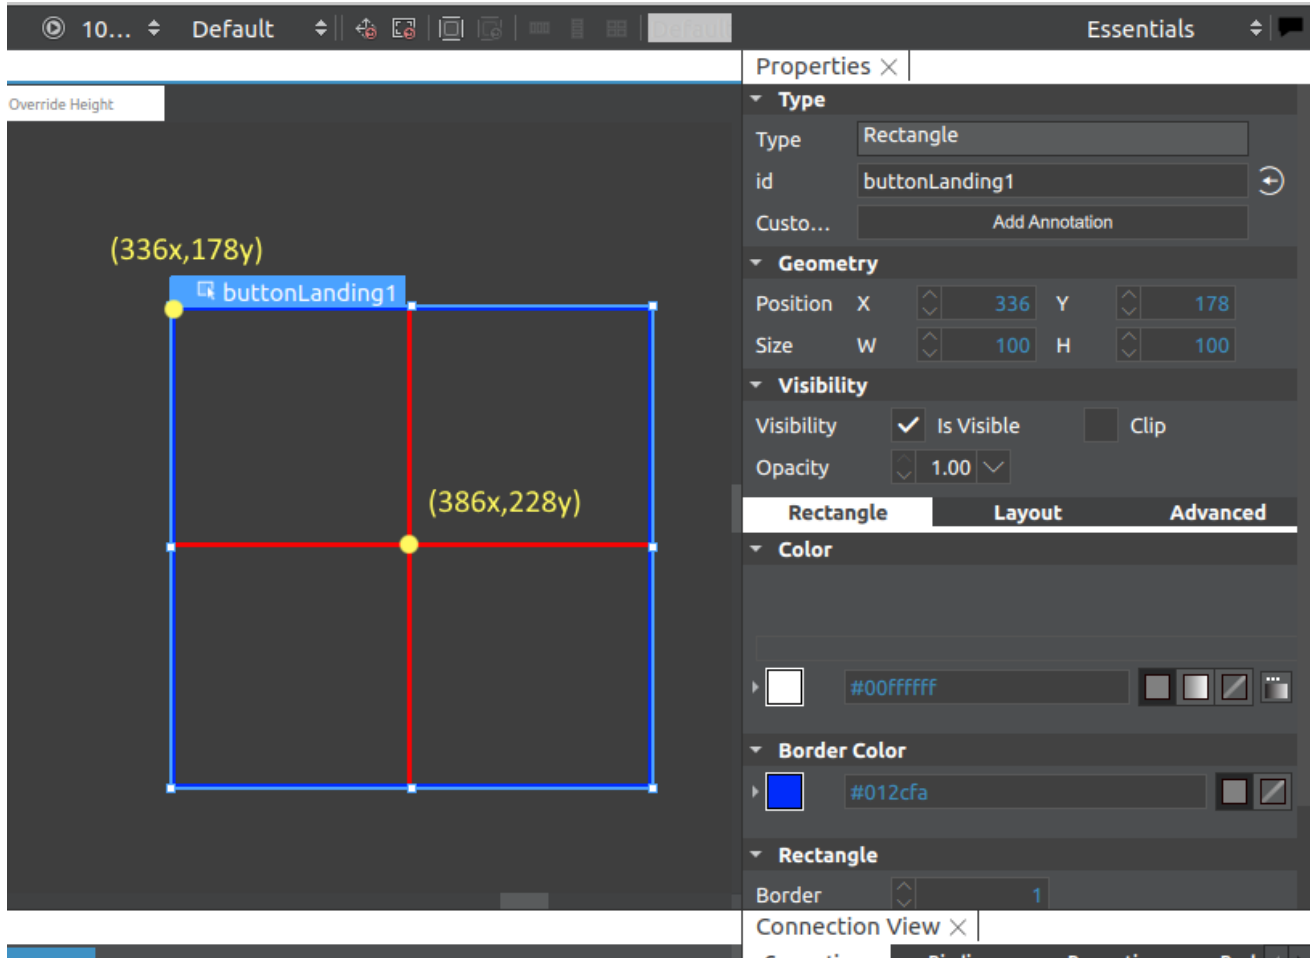 10... Default Default Essentials
Properties
Override Height
Type
Type Rectangle
id buttonLanding1
Custo... Add Annotation
(336x,178y)
Geometry
buttonLanding1
Position X 336 Y 178
Size W 100 H 100
Visibility
Visibility Is Visible Clip
Opacity 1.00
(386x,228y)
Rectangle Layout Advanced
Color
#00ffffff
Border Color
#012cfa
Rectangle
Border 1
Connection View